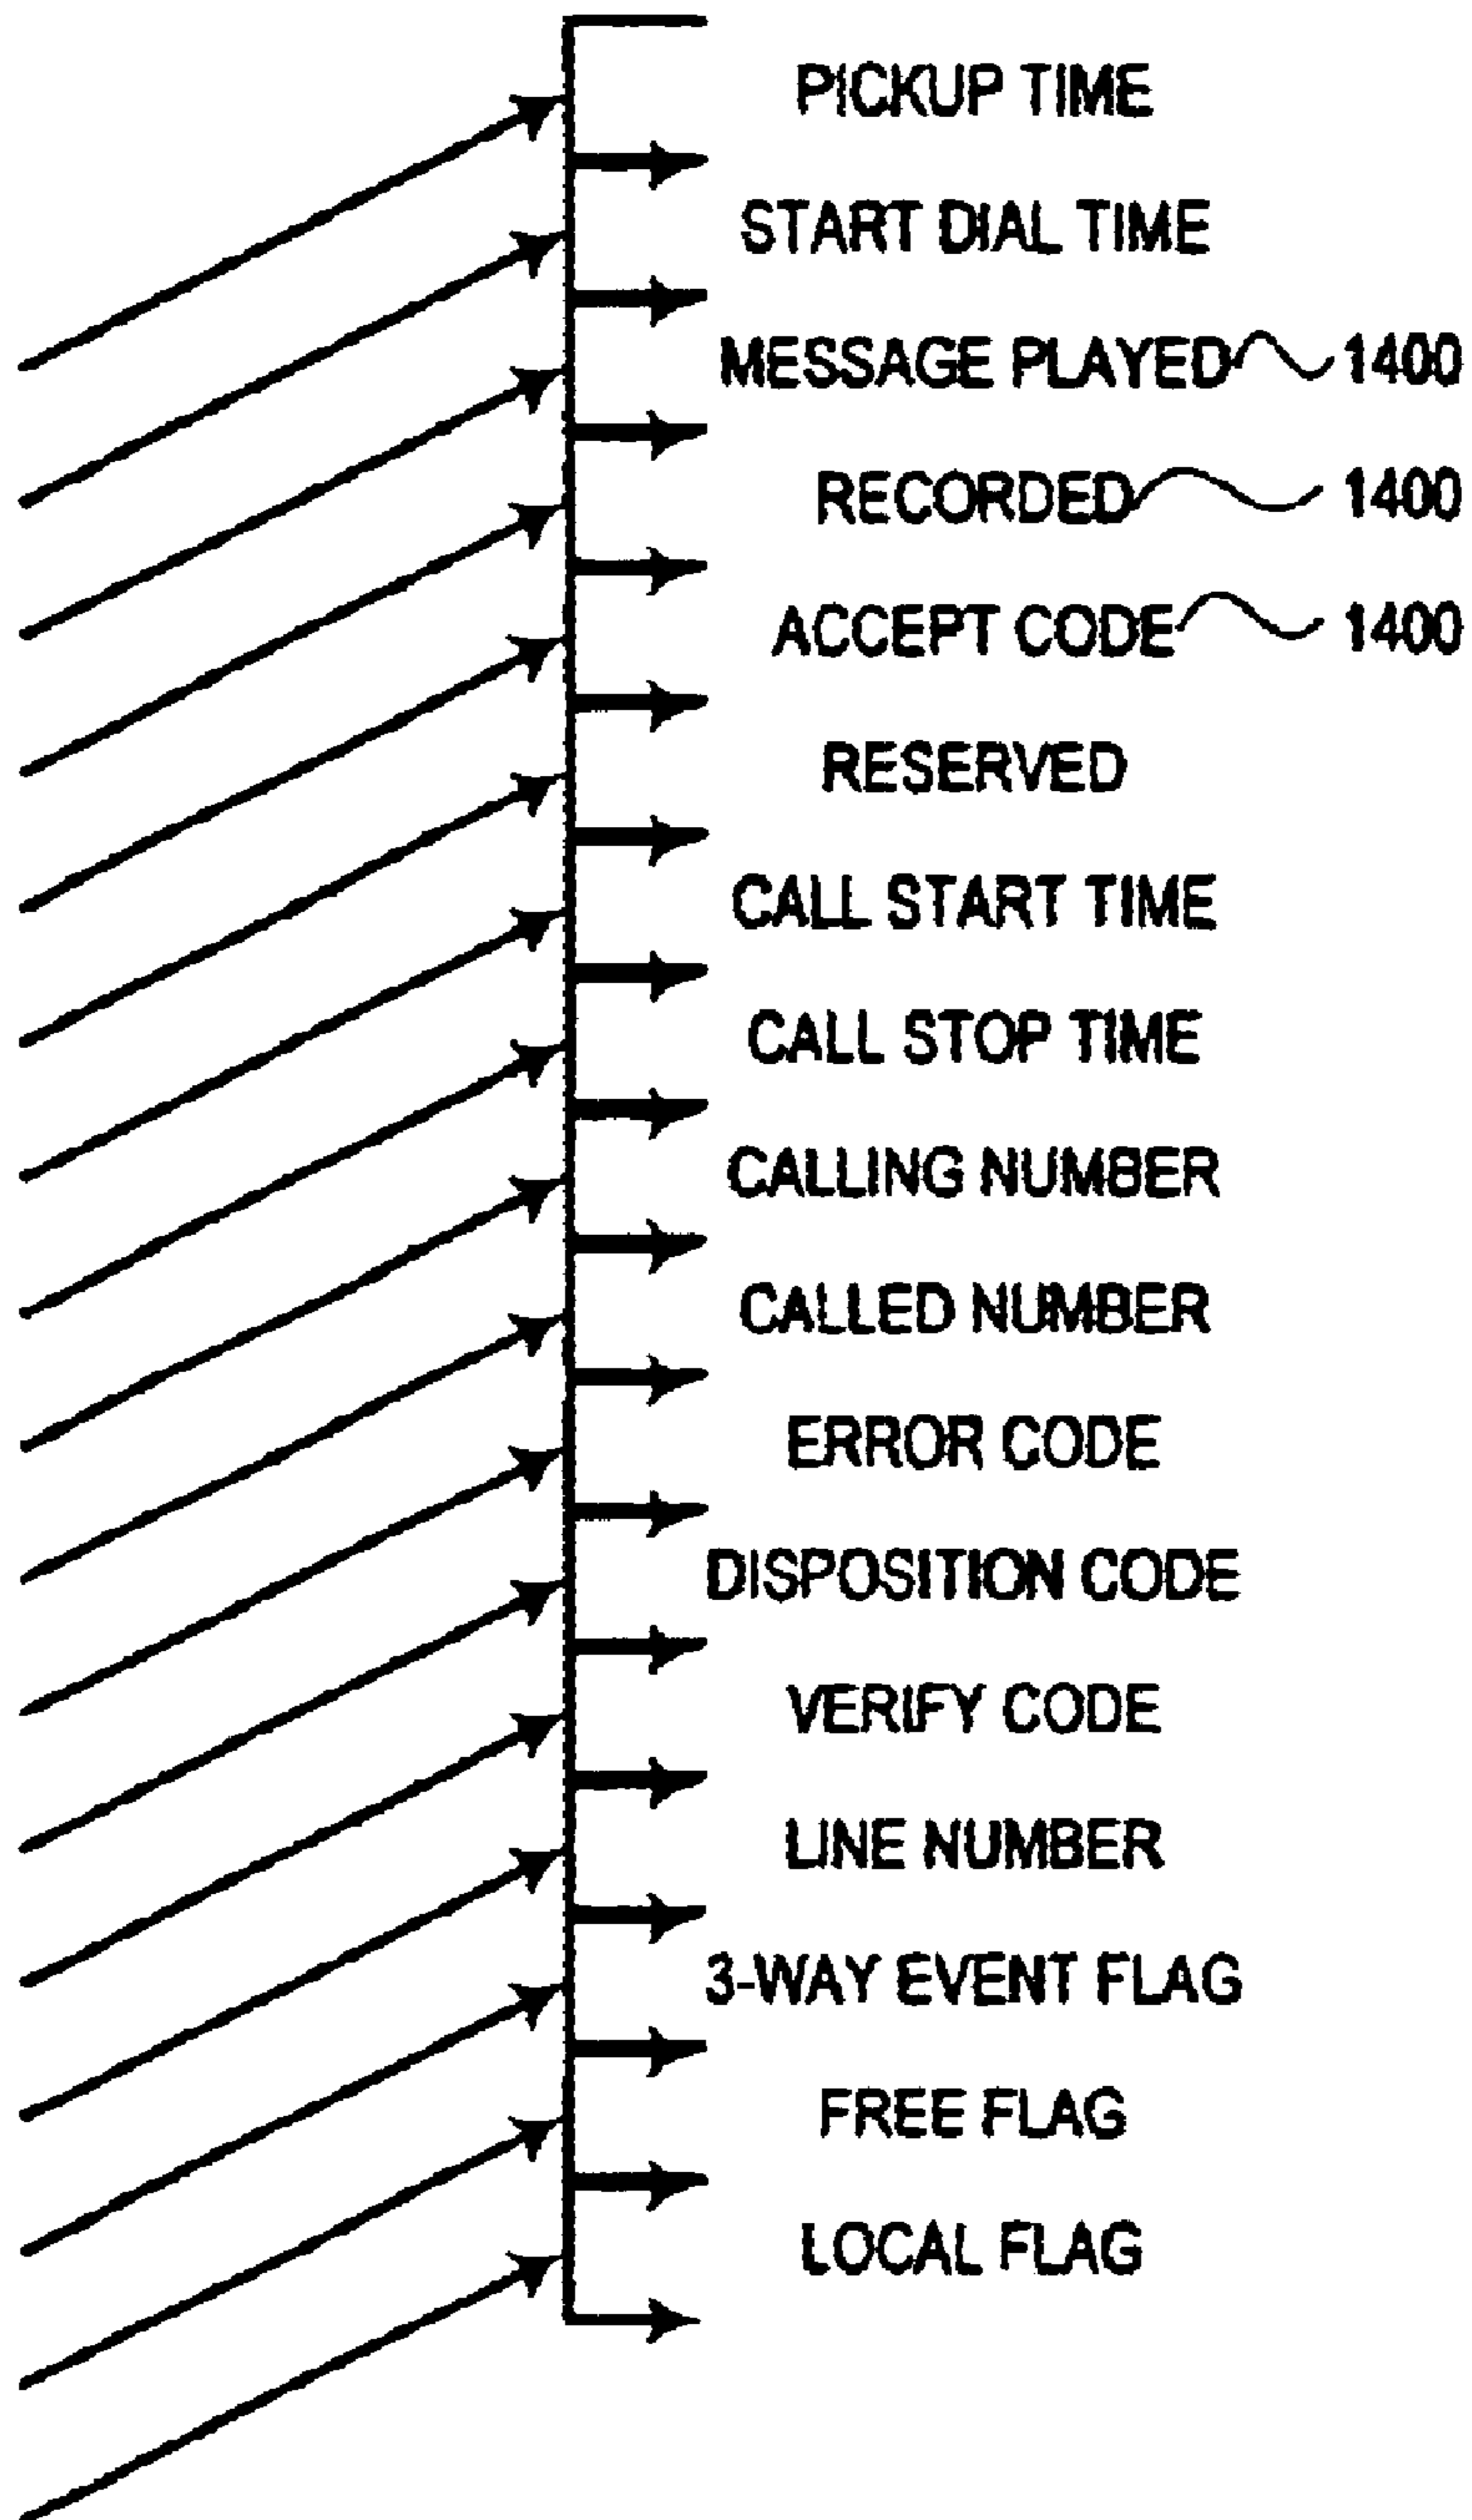 PICKUP TIME
START DIAL TIME
MESSAGE PLAYED 1400
RECORDED 1400
ACCEPT CODE 1400
RESERVED
CALL START TIME
CALL STOP TIME
CALLING NUMBER
CALLED NUMBER
ERROR CODE
DISPOSITION CODE
VERIFY CODE
LINE NUMBER
3-WAY EVENT FLAG
FREE FLAG
LOCAL FLAG